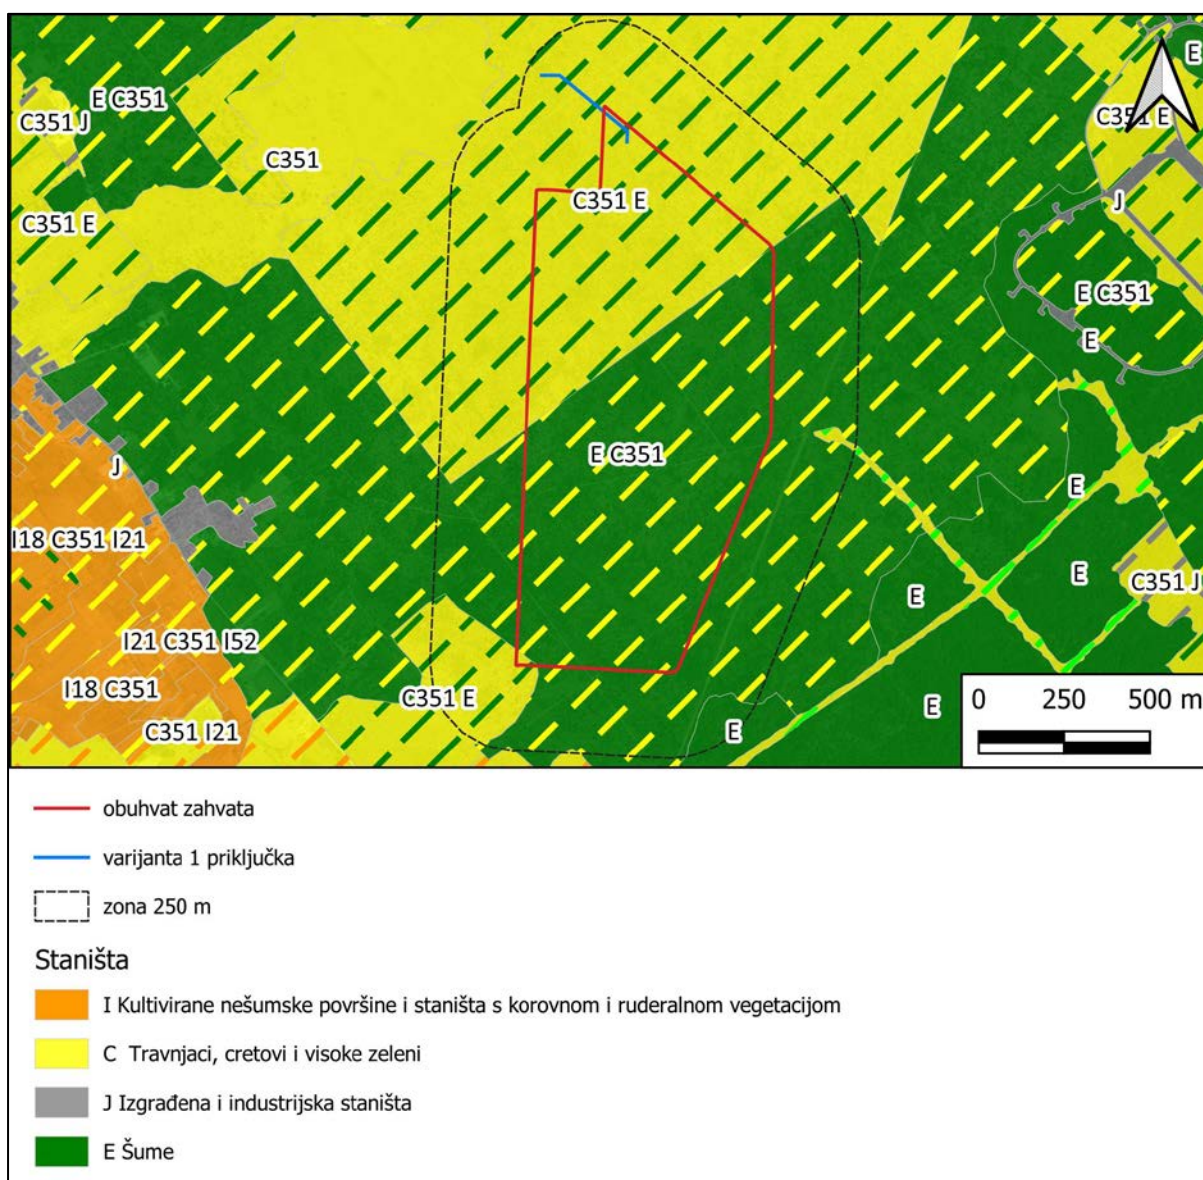 E
E C351
C351 J
C351 E
C351
C351 E
J
C351 E
E C351
E
E C351
J
E
I18 C351 I21
E
E
C351 J
I21 C351 I52
I18 C351
C351 E
E
C351 I21
E
0 250 500 m
obuhvat zahvata
varijanta 1 priključka
zona 250 m
Staništa
I Kultivirane nešumske površine i staništa s korovnom i ruderalnom vegetacijom
C Travnjaci, cretovi i visoke zeleni
J Izgrađena i industrijska staništa
E Šume